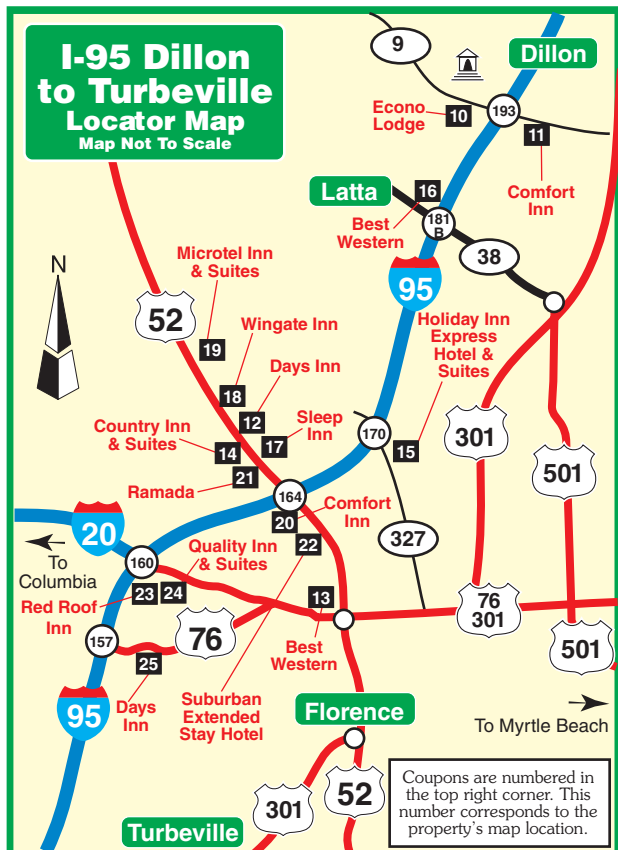 I-95 Dillon
to Turbeville
Locator Map
Map Not To Scale
9
Dillon
Econo
Lodge
10
193
11
Comfort
Inn
16
Latta
181
B
Best
Western
38
N
Microtel Inn
& Suites
52
19
95
Wingate Inn
18
Days Inn
12
Holiday Inn
Express
Hotel &
Suites
Sleep
Inn
17
Country Inn
& Suites
14
170
15
301
501
21
Ramada
164
20
Comfort
Inn
22
327
20
To
Columbia
160
Quality Inn
& Suites
23
24
Red Roof
Inn
13
76
301
157
76
25
Best
Western
501
95
Days
Inn
Suburban
Extended
Stay Hotel
Florence
To Myrtle Beach
301
52
Turbeville
Coupons are numbered in
the top right corner. This
number corresponds to the
property's map location.